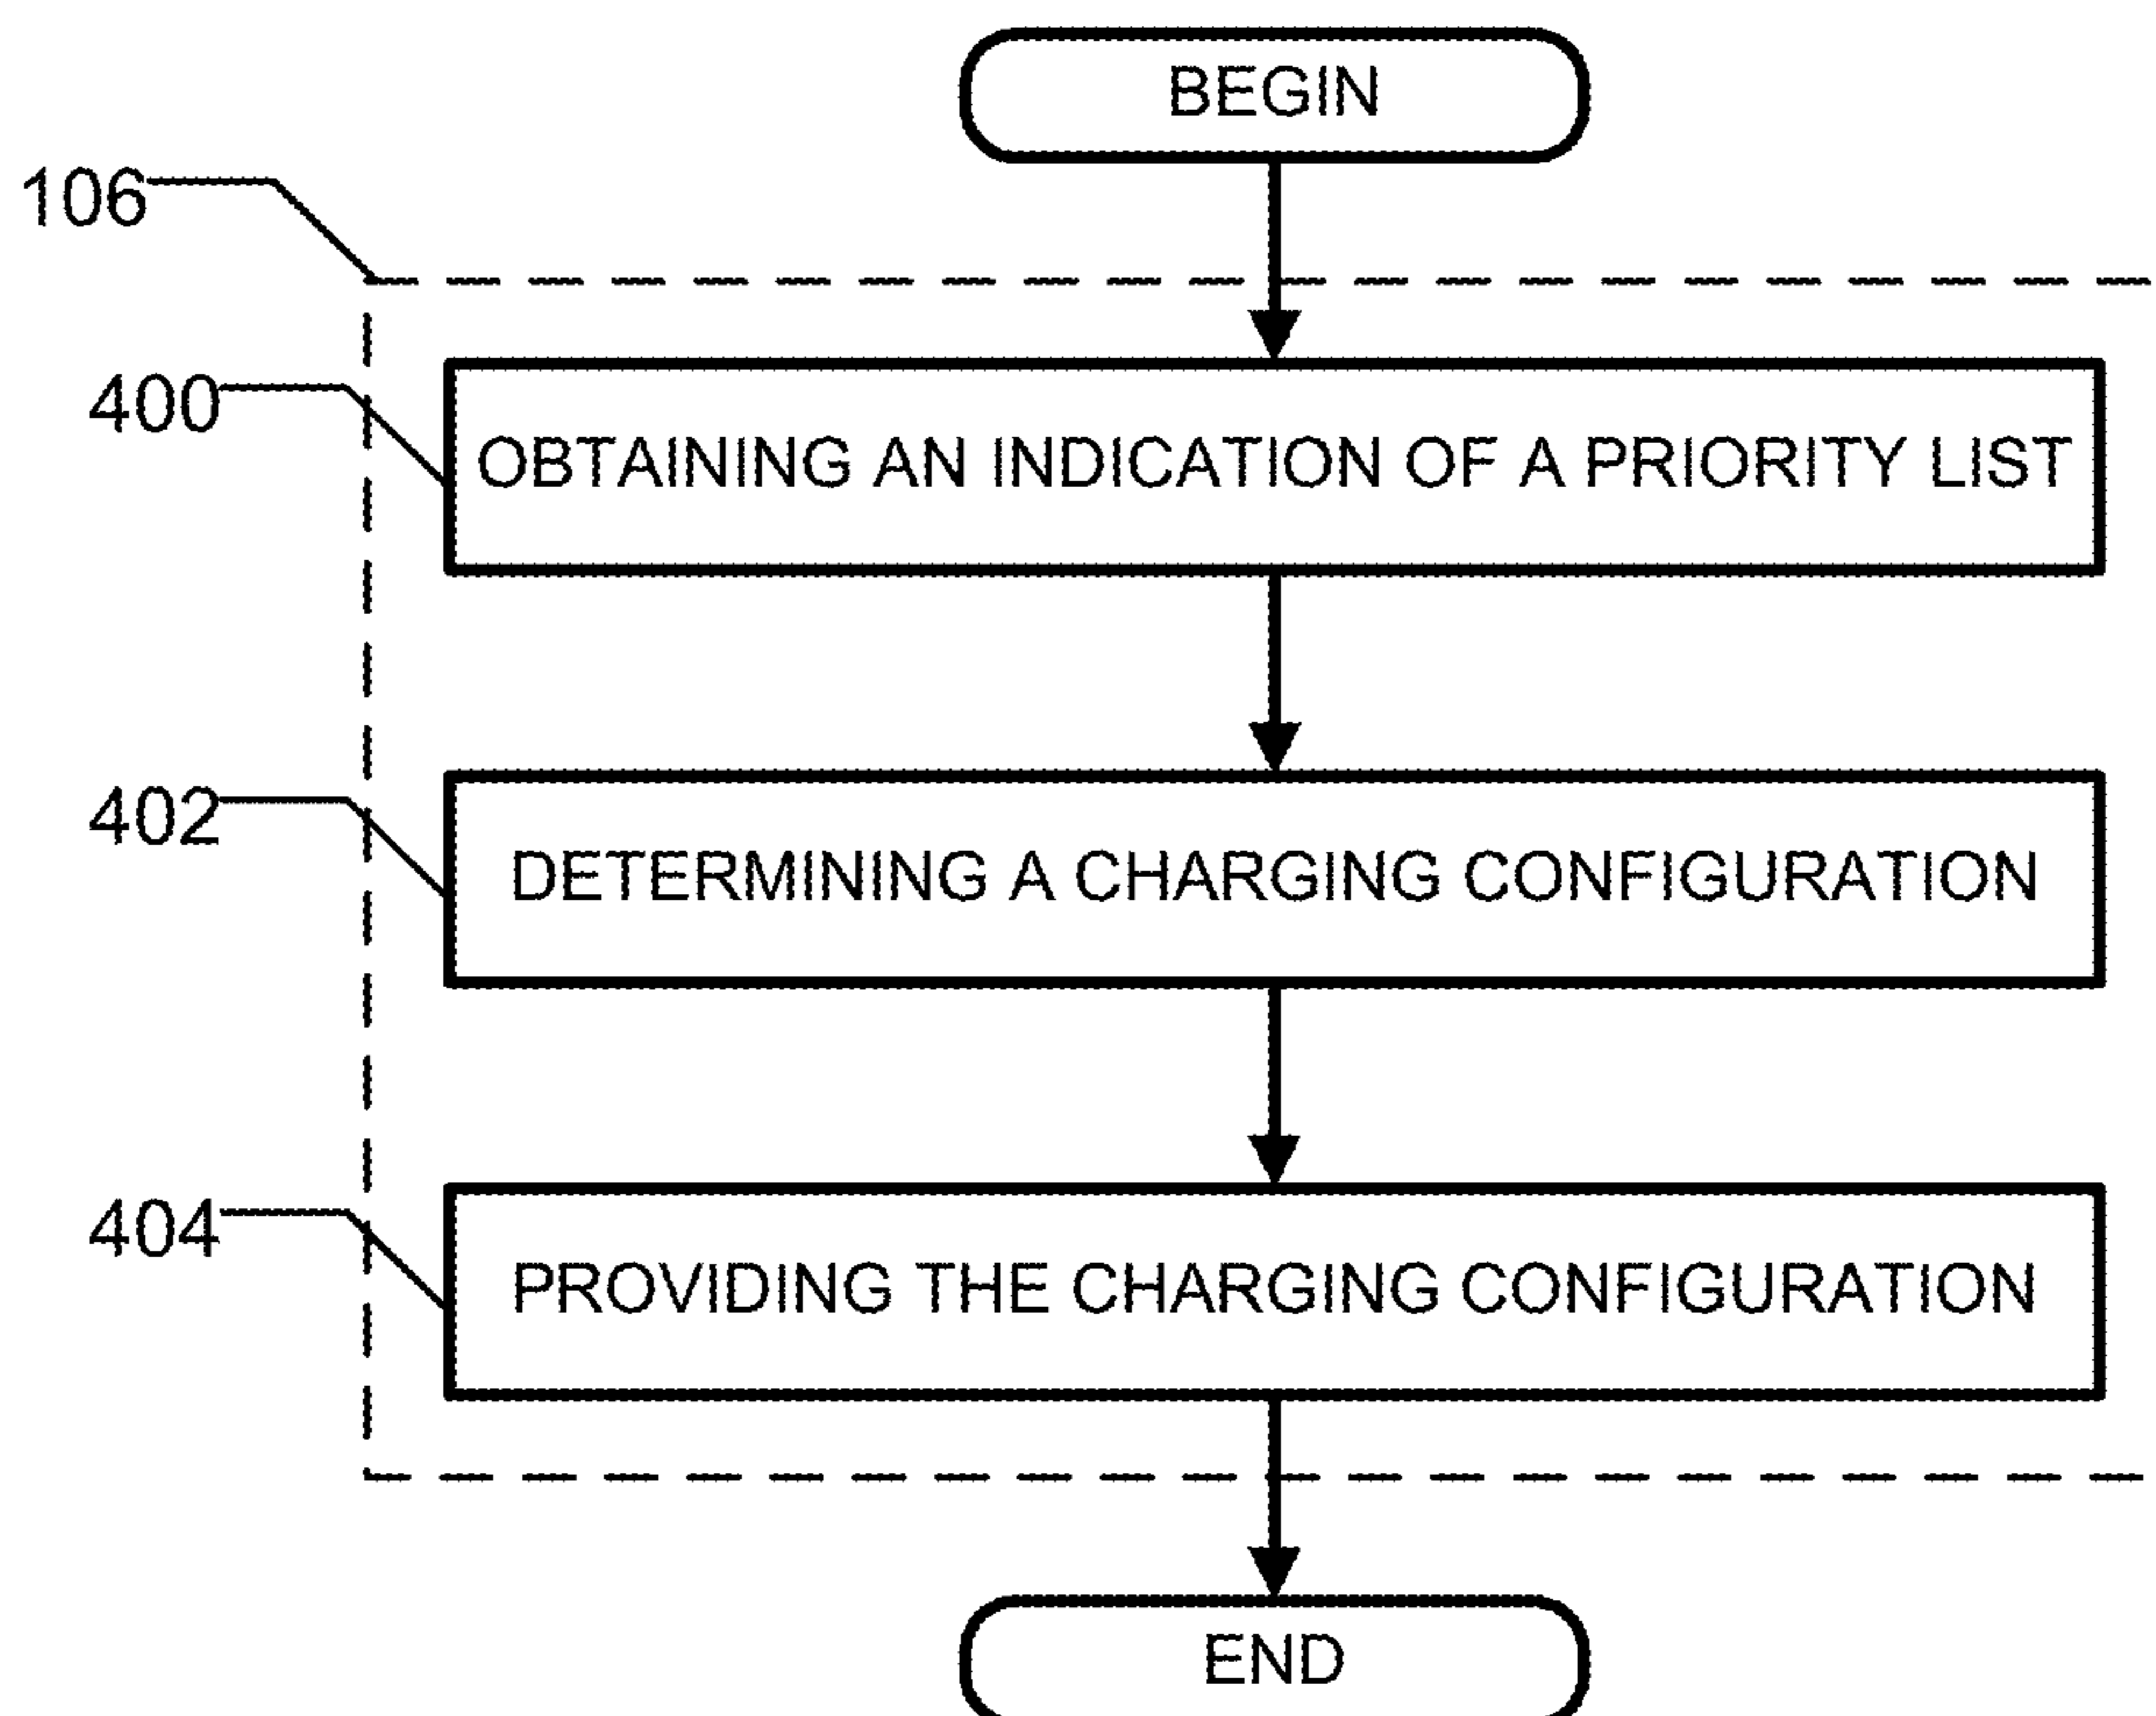 BEGIN
106
400
OBTAINING AN INDICATION OF A PRIORITY LIST
402
DETERMINING A CHARGING CONFIGURATION
404
PROVIDING THE CHARGING CONFIGURATION
END